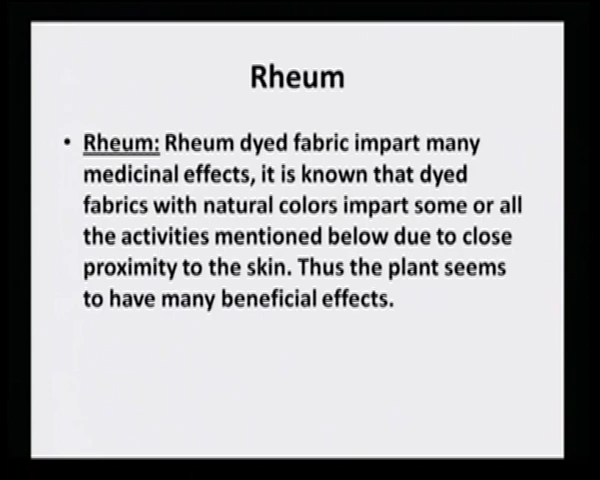 Rheum
• Rheum: Rheum dyed fabric impart many
medicinal effects, it is known that dyed
fabrics with natural colors impart some or all
the activities mentioned below due to close
proximity to the skin. Thus the plant seems
to have many beneficial effects.